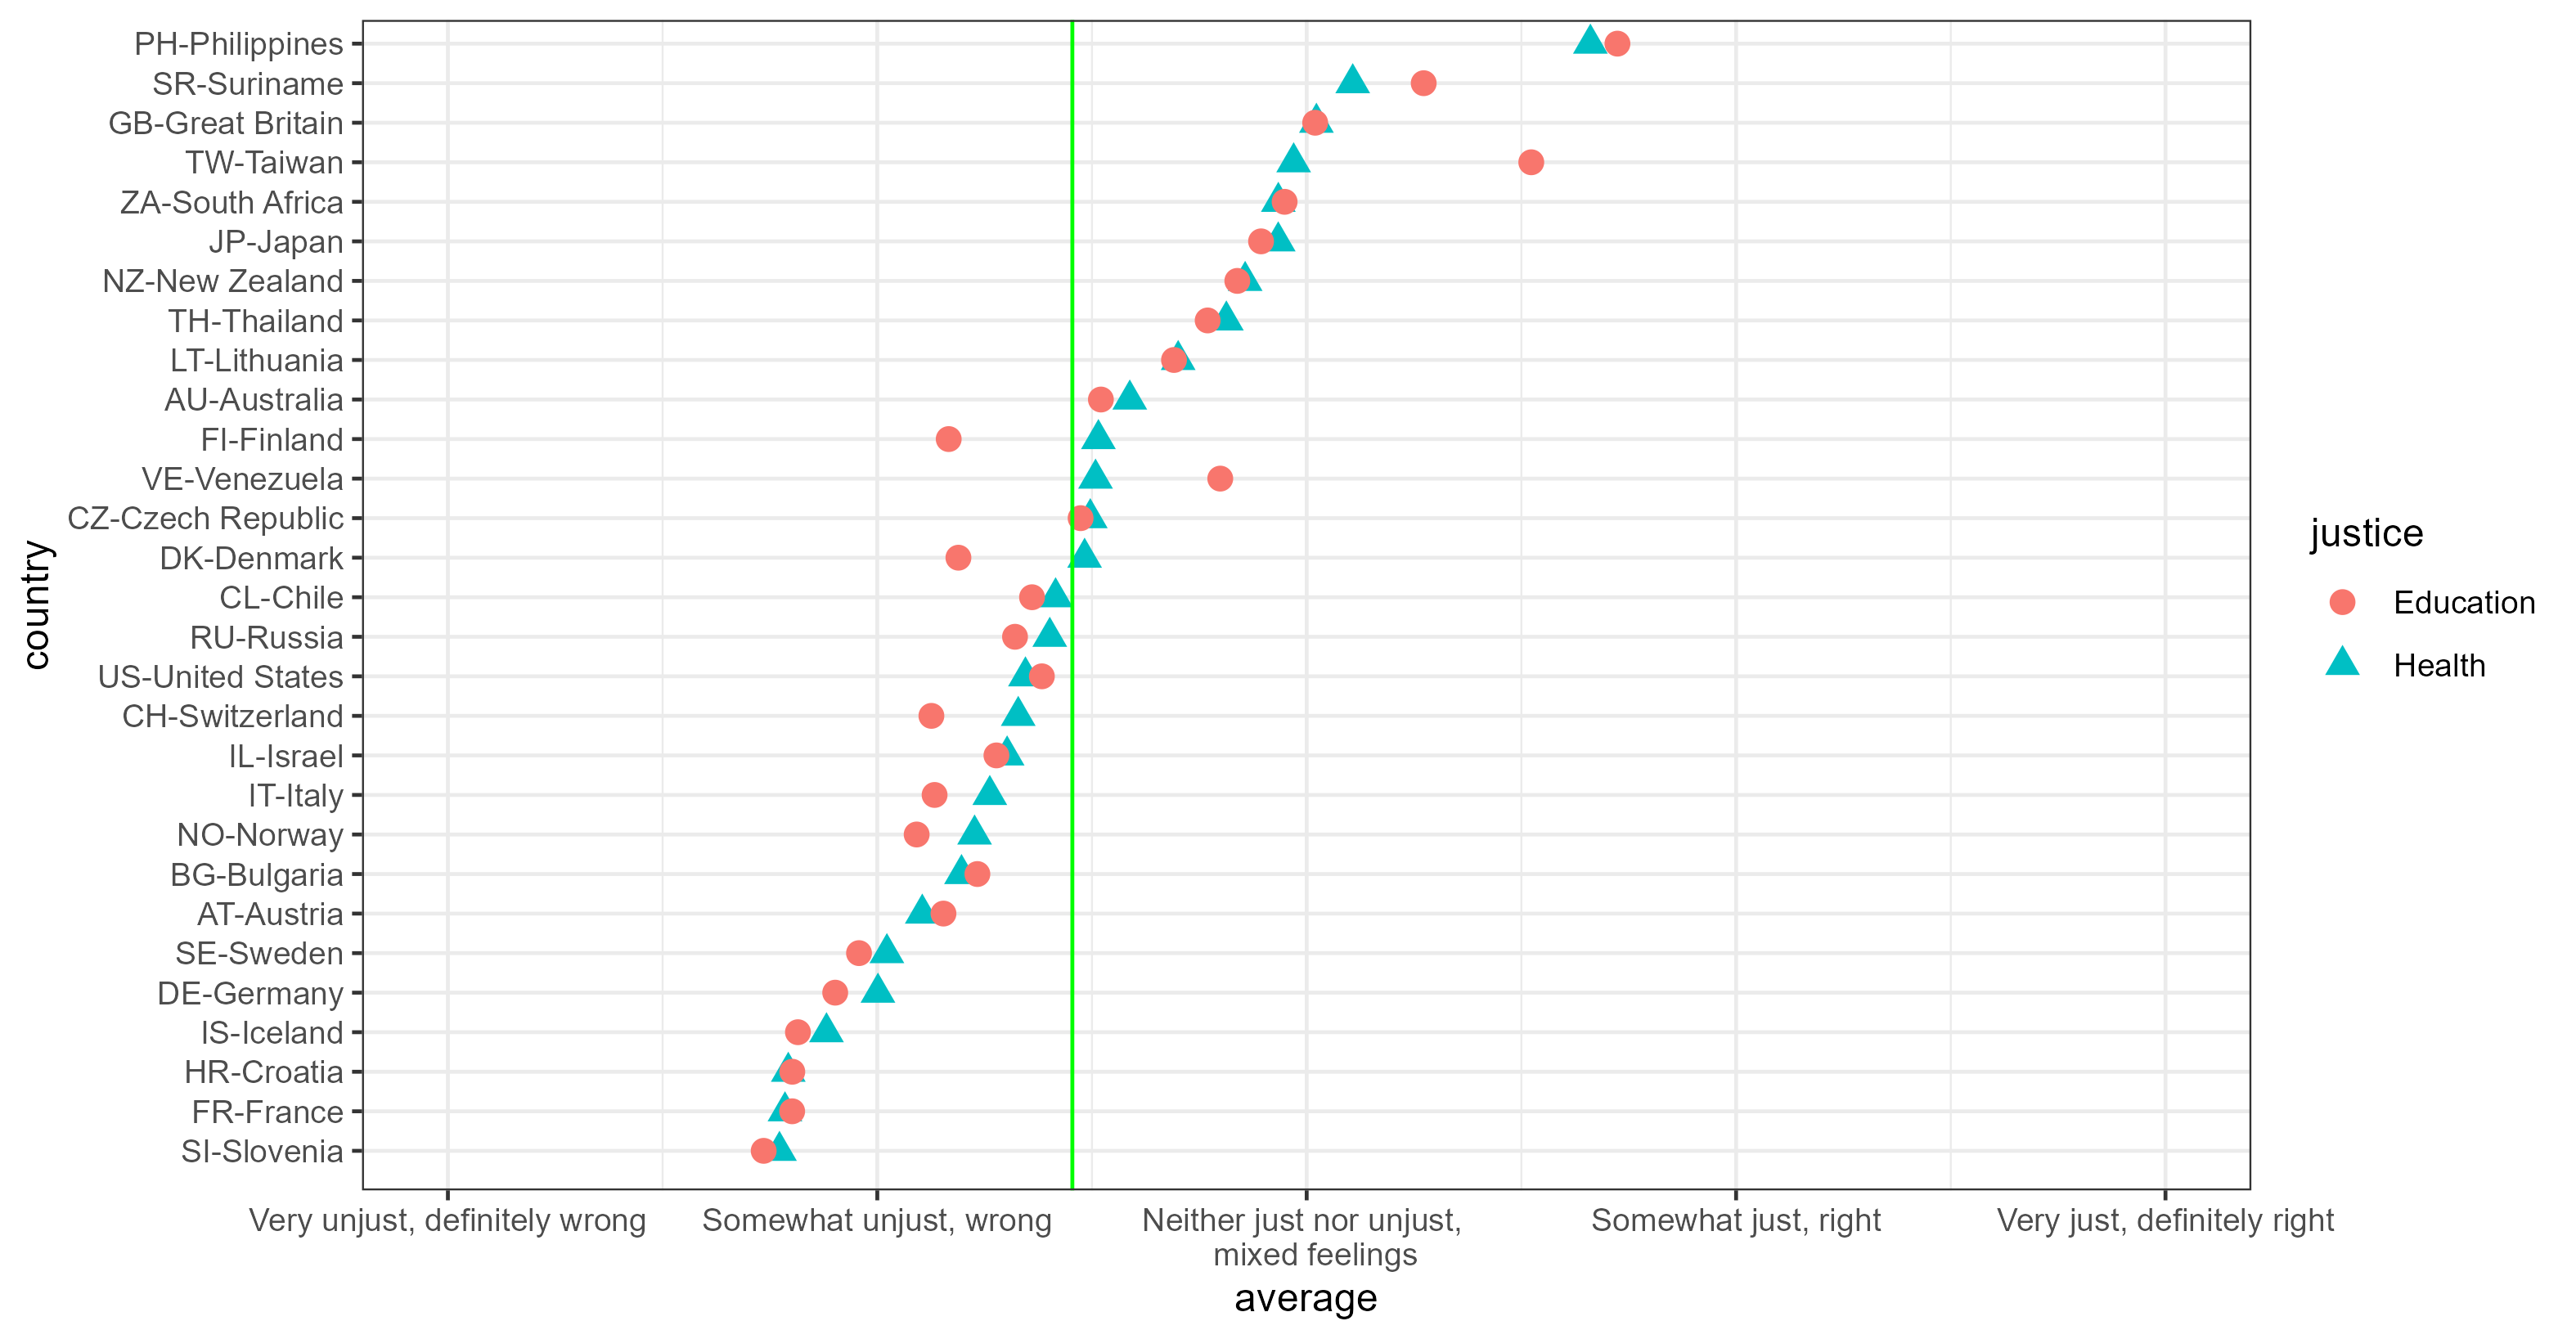 PH-Philippines
SR-Suriname
GB-Great Britain
TW-Taiwan
ZA-South Africa
JP-Japan
NZ-New Zealand
TH-Thailand
LT-Lithuania
AU-Australia
FI-Finland
VE-Venezuela
CZ-Czech Republic
DK-Denmark
CL-Chile
RU-Russia
US-United States
CH-Switzerland
IL-Israel
IT-Italy
NO-Norway
BG-Bulgaria
AT-Austria
SE-Sweden
DE-Germany
IS-Iceland
HR-Croatia
FR-France
SI-Slovenia
country
Very unjust, definitely wrong
Somewhat unjust, wrong
Neither just nor unjust,
mixed feelings
Somewhat just, right
Very just, definitely right
average
justice
Education
Health